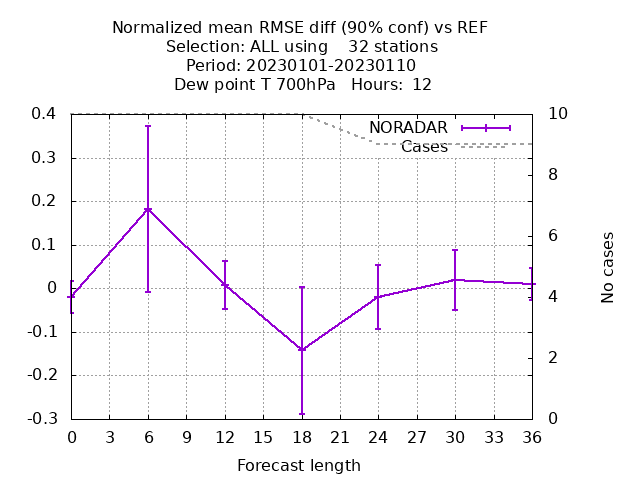 Normalized mean RMSE diff (90% conf) vs REF
Selection: ALL using    32 stations
Period: 20230101-20230110
Dew point T 700hPa   Hours:  12
0.4
0.3
0.2
0.1
0
-0.1
-0.2
-0.3
NORADAR
Cases
10
8
6
4
2
0
No cases
0 3 6 9 12 15 18 21 24 27 30 33 36
Forecast length